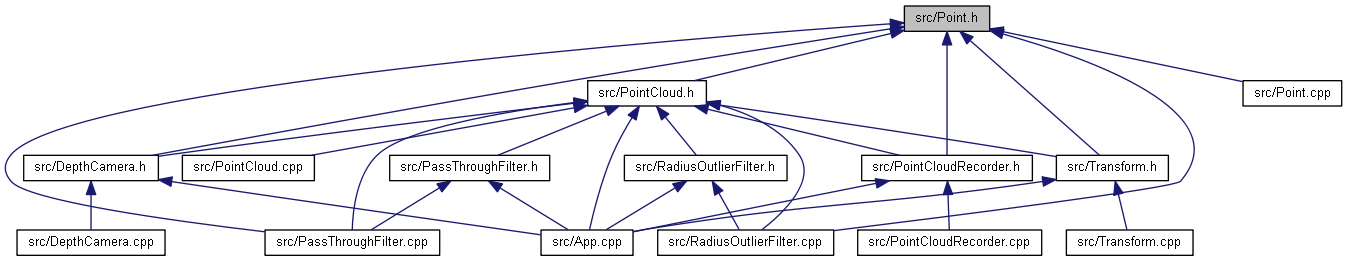 src/Point.h
src/PointCloud.h
src/Point.cpp
src/DepthCamera.h
src/PointCloud.cpp
src/PassThroughFilter.h
src/RadiusOutlierFilter.h
src/PointCloudRecorder.h
src/Transform.h
src/DepthCamera.cpp
src/PassThroughFilter.cpp
src/App.cpp
src/RadiusOutlierFilter.cpp
src/PointCloudRecorder.cpp
src/Transform.cpp